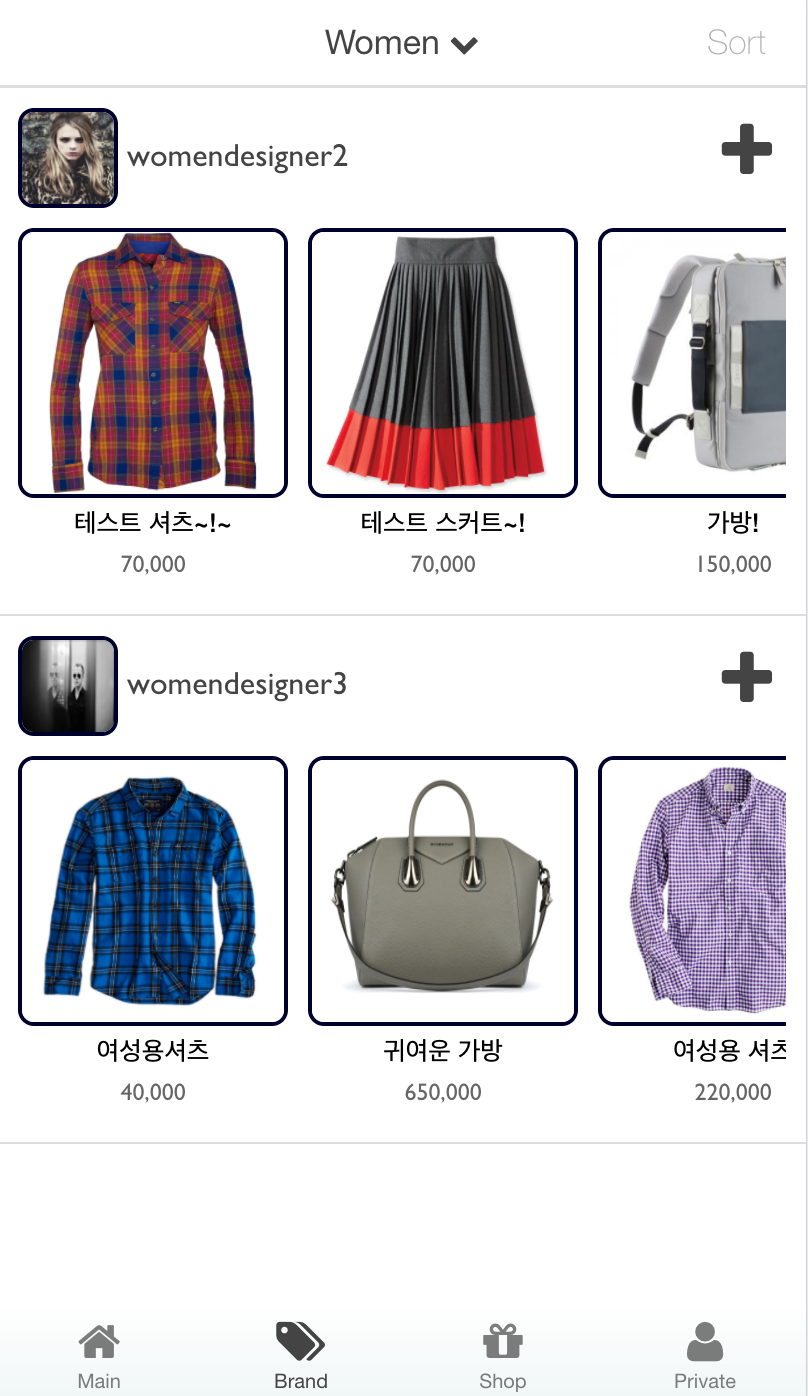 Women
Sort
womendesigner2
테스트 셔츠~!~
테스트 스커트~!
가방!
70,000
70,000
150,000
womendesigner3
여성용셔츠
귀여운 가방
여성용 셔츠
40,000
650,000
220,000
Main
Brand
Shop
Private